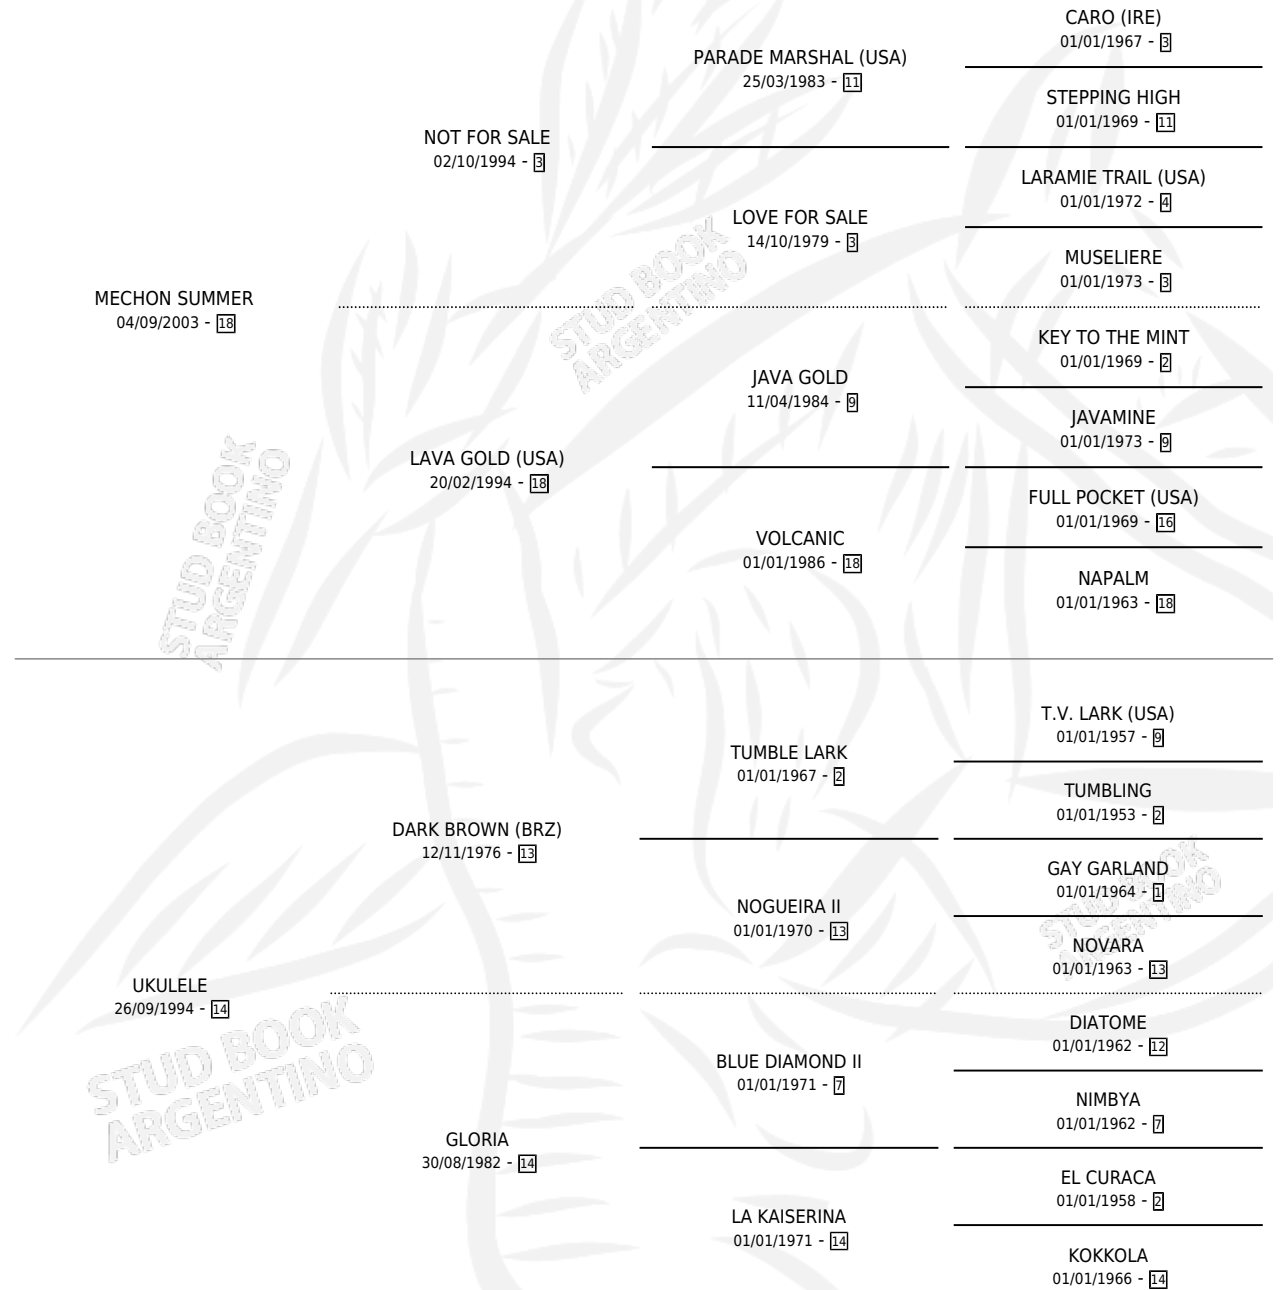 CARO (IRE)
01/01/1967 - 3
PARADE MARSHAL (USA)
25/03/1983 - 11
STEPPING HIGH
01/01/1969 - 11
NOT FOR SALE
02/10/1994 - 3
LARAMIE TRAIL (USA)
01/01/1972 - 4
LOVE FOR SALE
14/10/1979 - 3
MUSELIERE
01/01/1973 - 3
MECHON SUMMER
04/09/2003 - 18
KEY TO THE MINT
01/01/1969 - 2
JAVA GOLD
11/04/1984 - 9
JAVAMINE
01/01/1973 - 9
LAVA GOLD (USA)
20/02/1994 - 18
FULL POCKET (USA)
01/01/1969 - 16
VOLCANIC
01/01/1986 - 18
NAPALM
01/01/1963 - 18
T.V. LARK (USA)
01/01/1957 - 9
TUMBLE LARK
01/01/1967 - 2
TUMBLING
01/01/1953 - 2
DARK BROWN (BRZ)
12/11/1976 - 13
GAY GARLAND
01/01/1964 - 1
NOGUEIRA II
01/01/1970 - 13
NOVARA
01/01/1963 - 13
UKULELE
26/09/1994 - 14
DIATOME
01/01/1962 - 12
BLUE DIAMOND II
01/01/1971 - 7
NIMBYA
01/01/1962 - 7
GLORIA
30/08/1982 - 14
EL CURACA
01/01/1958 - 2
LA KAISERINA
01/01/1971 - 14
KOKKOLA
01/01/1966 - 14
STUD BOOK
ARGENTINO
STUD BOOK
ARGENTINO
STUD BOOK
ARGENTINO
STUD BOOK
ARGENTINO